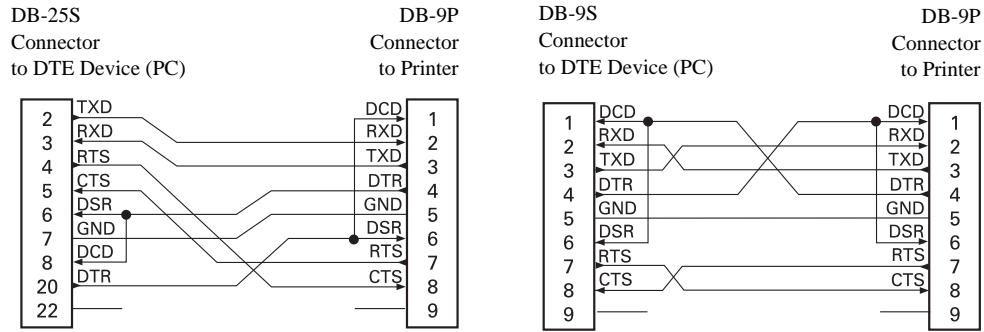 DB-25S
Connector
to DTE Device (PC)
DB-9P
Connector
to Printer
2 TXD DCD 1
3 RXD RXD 2
4 RTS TXD 3
5 CTS DTR 4
6 DSR GND 5
7 GND DSR 6
8 DCD RTS 7
20 DTR CTS 8
22 9
DB-9S
Connector
to DTE Device (PC)
DB-9P
Connector
to Printer
1 DCD DCD 1
2 RXD RXD 2
3 TXD TXD 3
4 DTR DTR 4
5 GND GND 5
6 DSR DSR 6
7 RTS RTS 7
8 CTS CTS 8
9 9